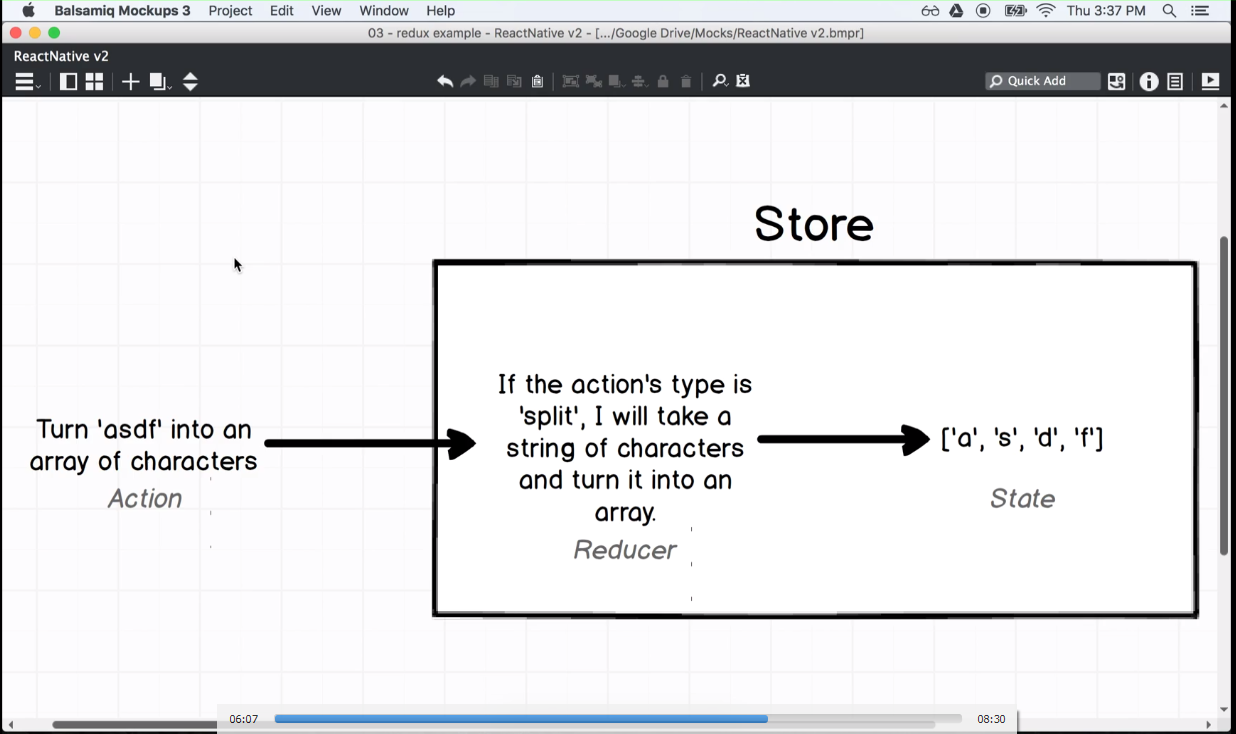 Balsamiq Mockups 3 Project Edit View Window Help Thu 3:37 PM
03 - redux example - ReactNative v2 - [.../Google Drive/Mocks/ReactNative v2.bmpr]
ReactNative v2
Quick Add
Store
If the action's type is
'split', I will take a
string of characters
and turn it into an
array.
Reducer
Turn 'asdf' into an
array of characters
Action
['a', 's', 'd', 'f']
State
06:07 08:30